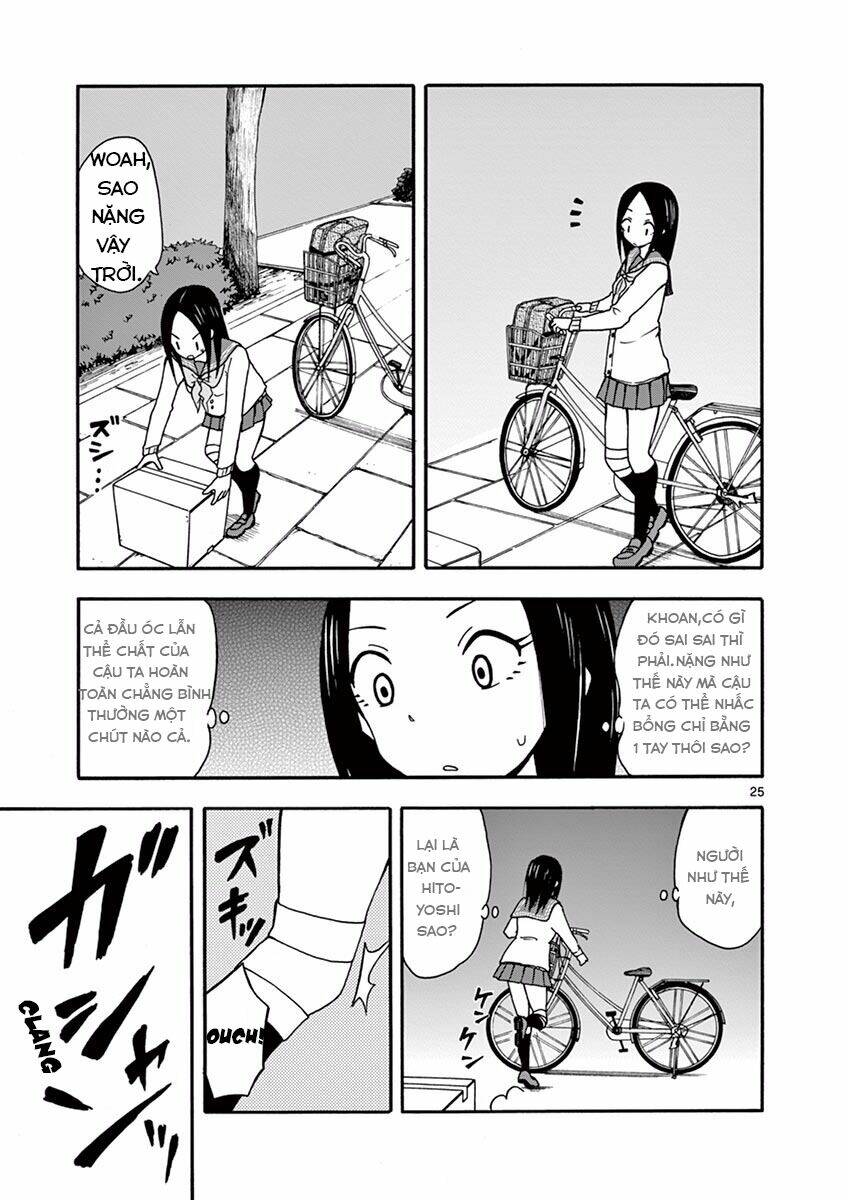 WOAH,
SAO
NẶNG
VẬY
TRỜI.
ズシ…
KHOAN,CÓ GÌ
ĐÓ SAI SAI THÌ
PHẢI.NẶNG NHƯ
THẾ NÀY MÀ CẬU
TA CÓ THỂ NHẤC
BỔNG CHỈ BẰNG
1 TAY THÔI SAO?
CẢ ĐẦU ÓC LẪN
THỂ CHẤT CỦA
CẬU TA HOÀN
TOÀN CHẲNG BÌNH
THƯỜNG MỘT
CHÚT NÀO CẢ.
25
NGƯỜI
NHƯ THẾ
NÀY,
LẠI LÀ
BẠN CỦA
HITO-
YOSHI
SAO?
ケンケン
ズキッ
OUCH!
ガシャン
CLANG